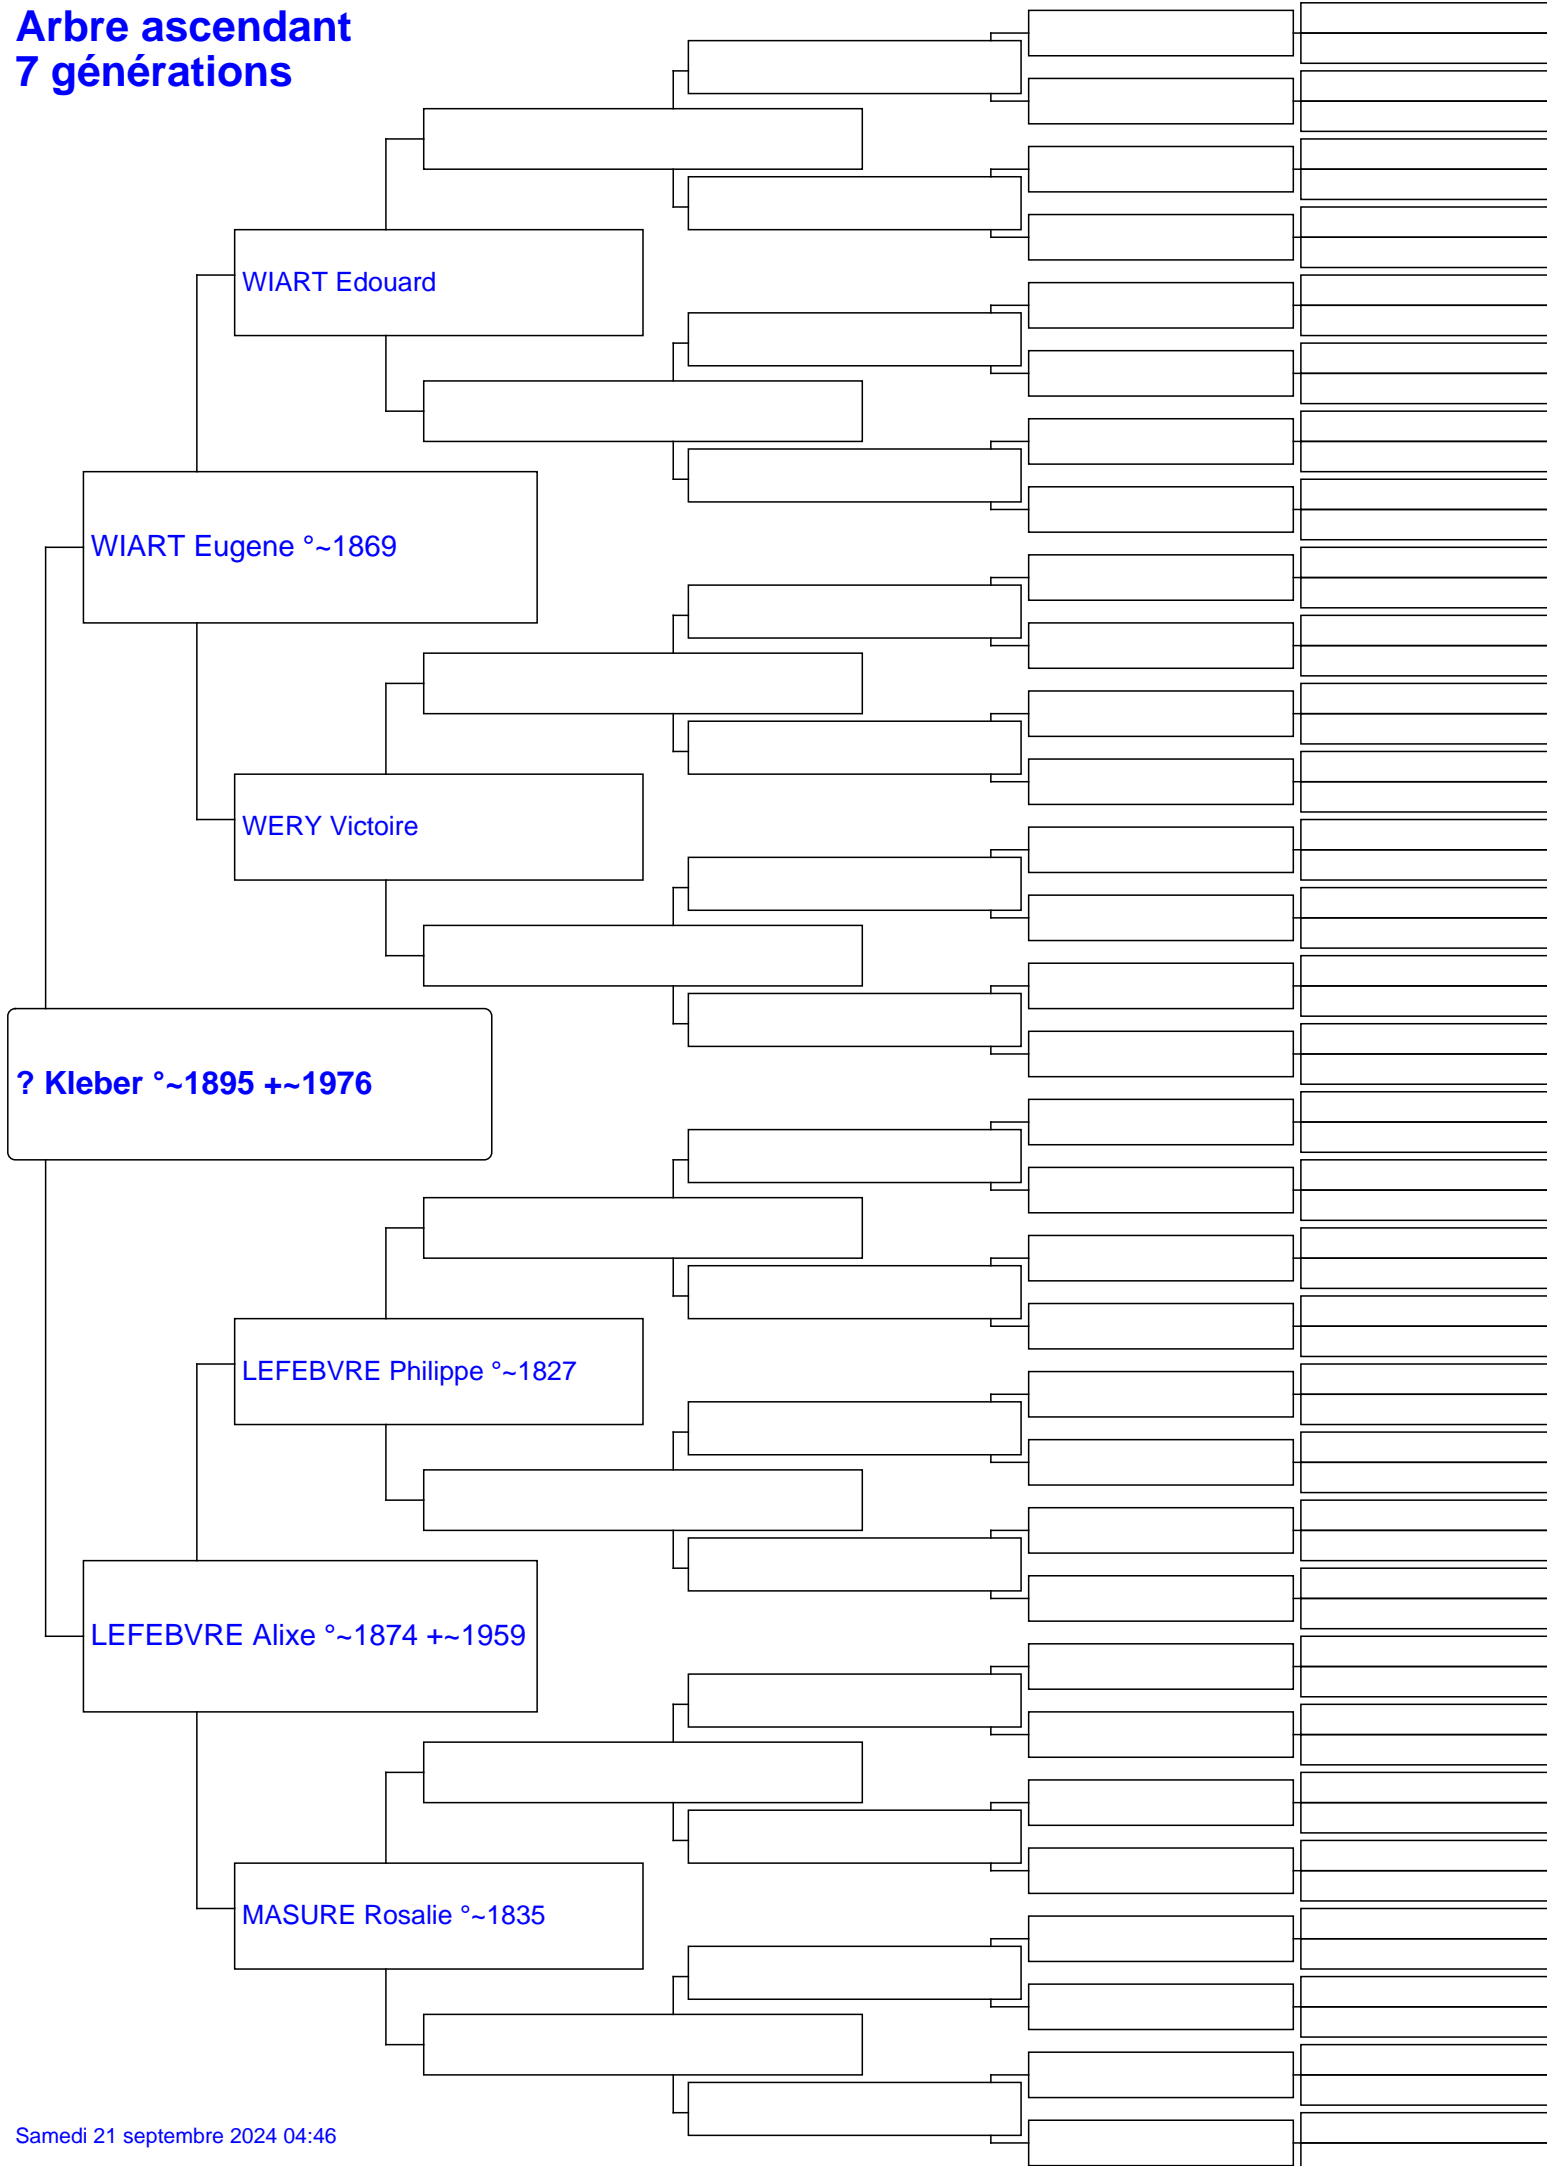 Arbre ascendant
7 générations
WIART Edouard
WIART Eugene °~1869
WERY Victoire
? Kleber °~1895 +~1976
LEFEBVRE Philippe °~1827
LEFEBVRE Alixe °~1874 +~1959
MASURE Rosalie °~1835
Samedi 21 septembre 2024 04:46